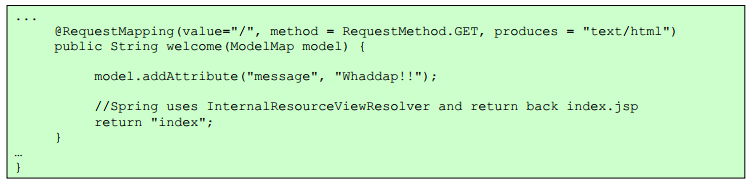 ...
@RequestMapping(value="/", method = RequestMethod.GET, produces = "text/html")
public String welcome(ModelMap model) {
model.addAttribute("message", "Whaddap!!");
//Spring uses InternalResourceViewResolver and return back index.jsp
return "index";
}
…
}